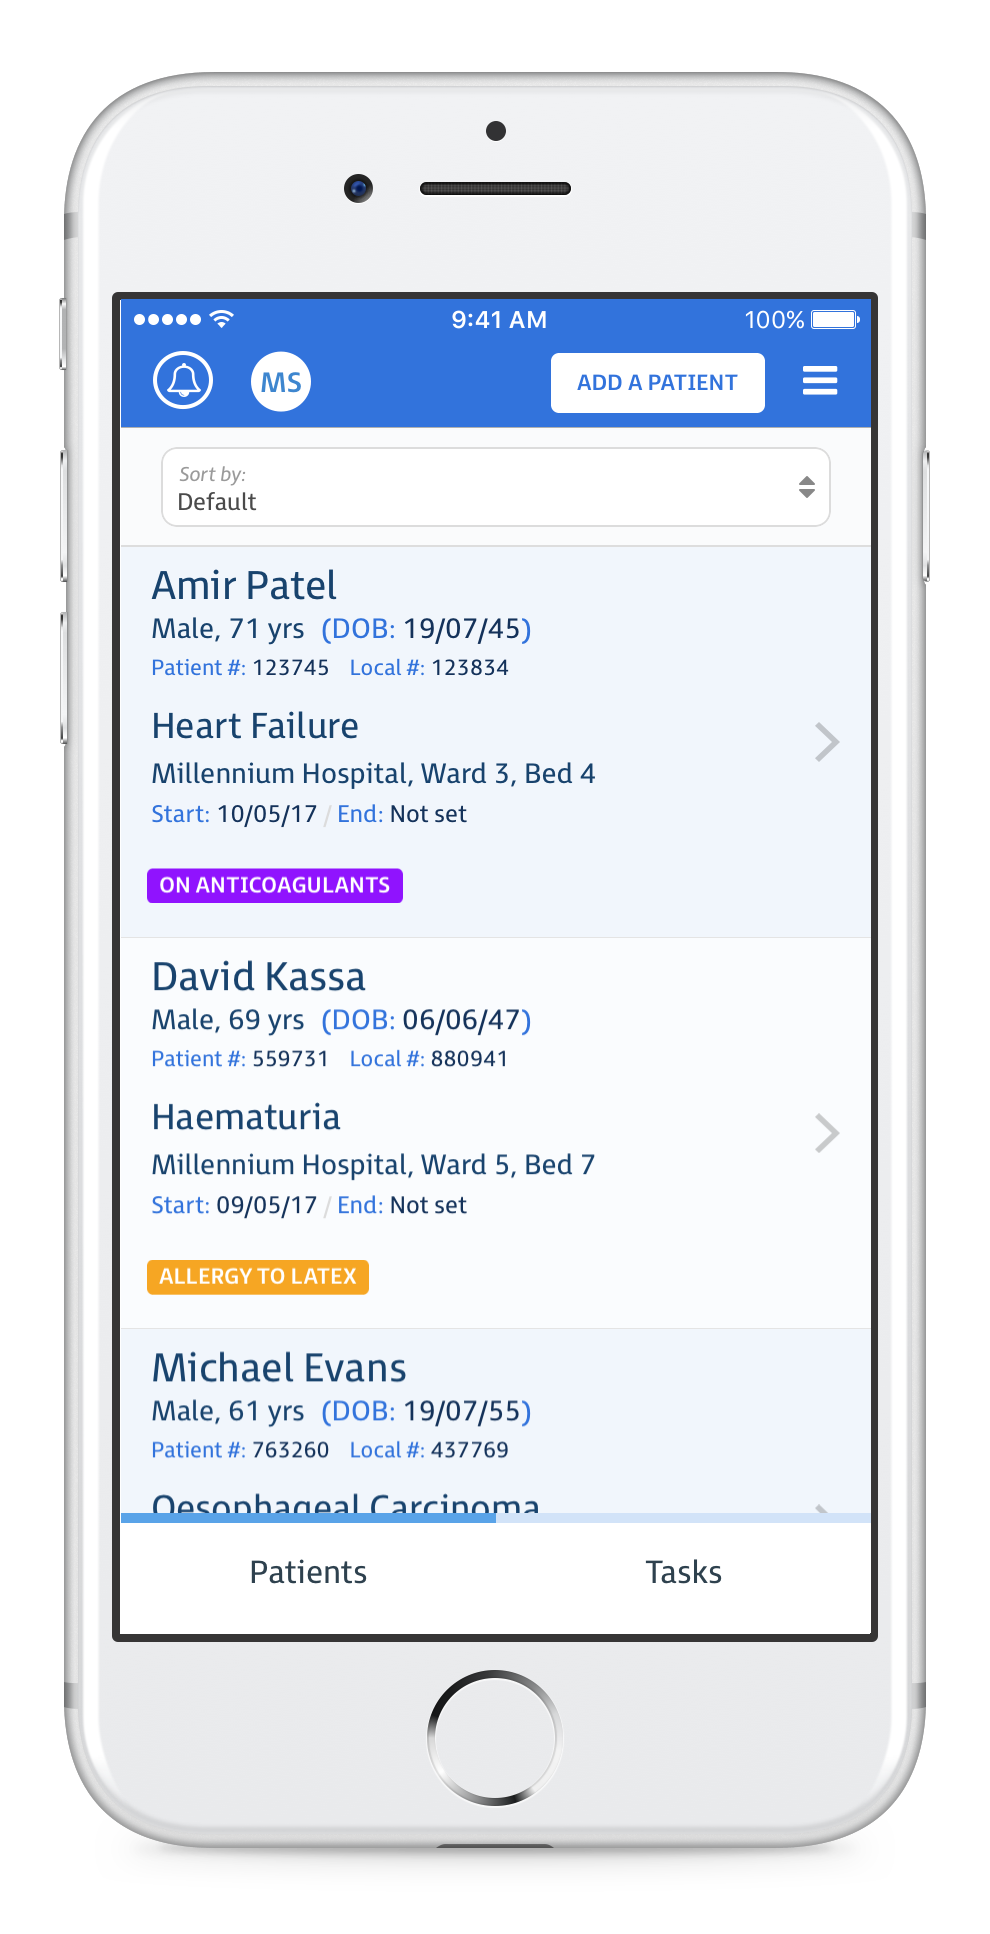 9:41 AM 100%
MS ADD A PATIENT
Sort by:
Default
Amir Patel
Male, 71 yrs (DOB: 19/07/45)
Patient #: 123745 Local #: 123834
Heart Failure
Millennium Hospital, Ward 3, Bed 4
Start: 10/05/17 / End: Not set
ON ANTICOAGULANTS
David Kassa
Male, 69 yrs (DOB: 06/06/47)
Patient #: 559731 Local #: 880941
Haematuria
Millennium Hospital, Ward 5, Bed 7
Start: 09/05/17 / End: Not set
ALLERGY TO LATEX
Michael Evans
Male, 61 yrs (DOB: 19/07/55)
Patient #: 763260 Local #: 437769
Oesophageal Carcinoma
Patients Tasks